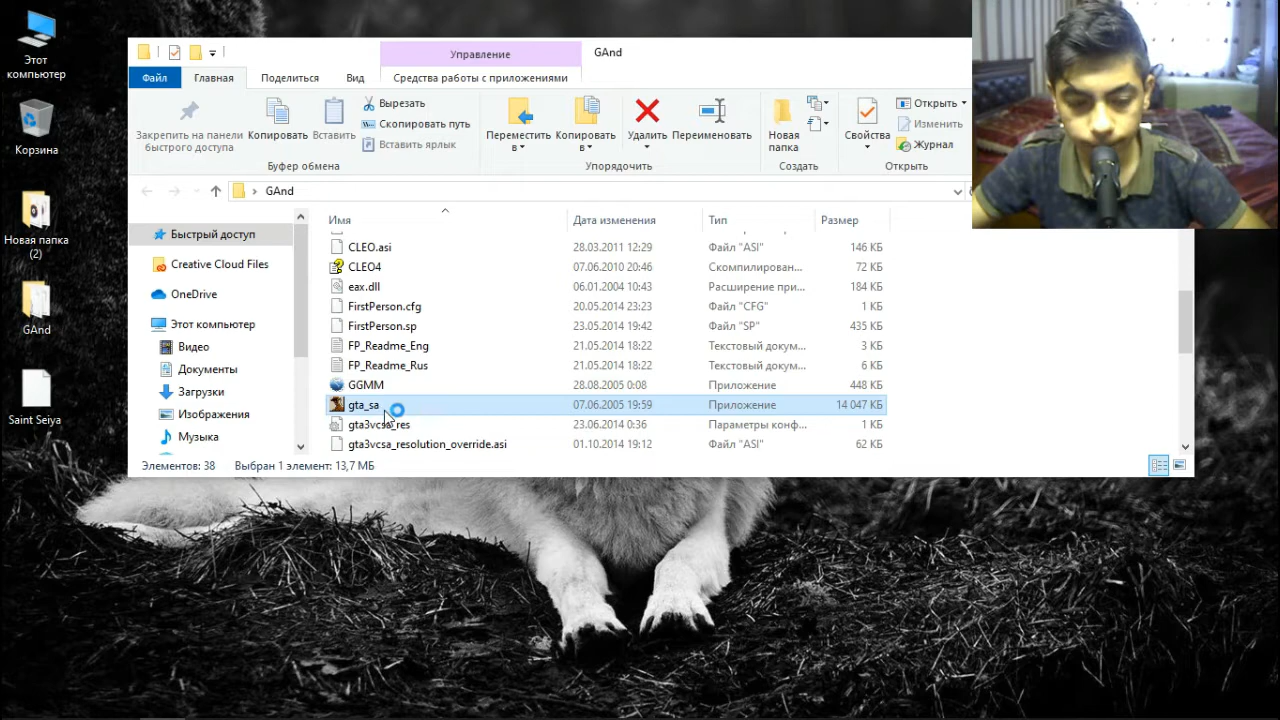 Этот компьютер
Корзина
Новая папка (2)
GAnd
Saint Seiya
Управление
GAnd
Файл
Главная
Поделиться
Вид
Средства работы с приложениями
Закрепить на панели быстрого доступа
Копировать
Вставить
Вырезать
Скопировать путь
Вставить ярлык
Буфер обмена
Переместить в
Копировать в
Удалить
Переименовать
Упорядочить
Новая папка
Создать
Свойства
Открыть
Изменить
Журнал
Открыть
GAnd
Быстрый доступ
Creative Cloud Files
OneDrive
Этот компьютер
Видео
Документы
Загрузки
Изображения
Музыка
Имя Дата изменения Тип Размер
CLEO.asi 28.03.2011 12:29 Файл "ASI" 146 КБ
CLEO4 07.06.2010 20:46 Скомпилирован... 72 КБ
eax.dll 06.01.2004 10:43 Расширение при... 184 КБ
FirstPerson.cfg 20.05.2014 23:23 Файл "CFG" 1 КБ
FirstPerson.sp 23.05.2014 19:42 Файл "SP" 435 КБ
FP_Readme_Eng 21.05.2014 18:22 Текстовый докум... 3 КБ
FP_Readme_Rus 21.05.2014 18:22 Текстовый докум... 6 КБ
GGMM 28.08.2005 0:08 Приложение 448 КБ
gta_sa 07.06.2005 19:59 Приложение 14 047 КБ
gta3vcsa_res 23.06.2014 0:36 Параметры конф... 1 КБ
gta3vcsa_resolution_override.asi 01.10.2014 19:12 Файл "ASI" 62 КБ
Элементов: 38 Выбран 1 элемент: 13,7 МБ